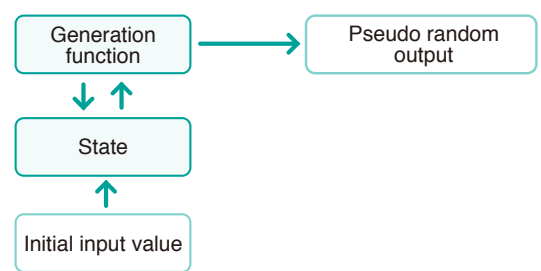 Generation
function
Pseudo random
output
State
Initial input value